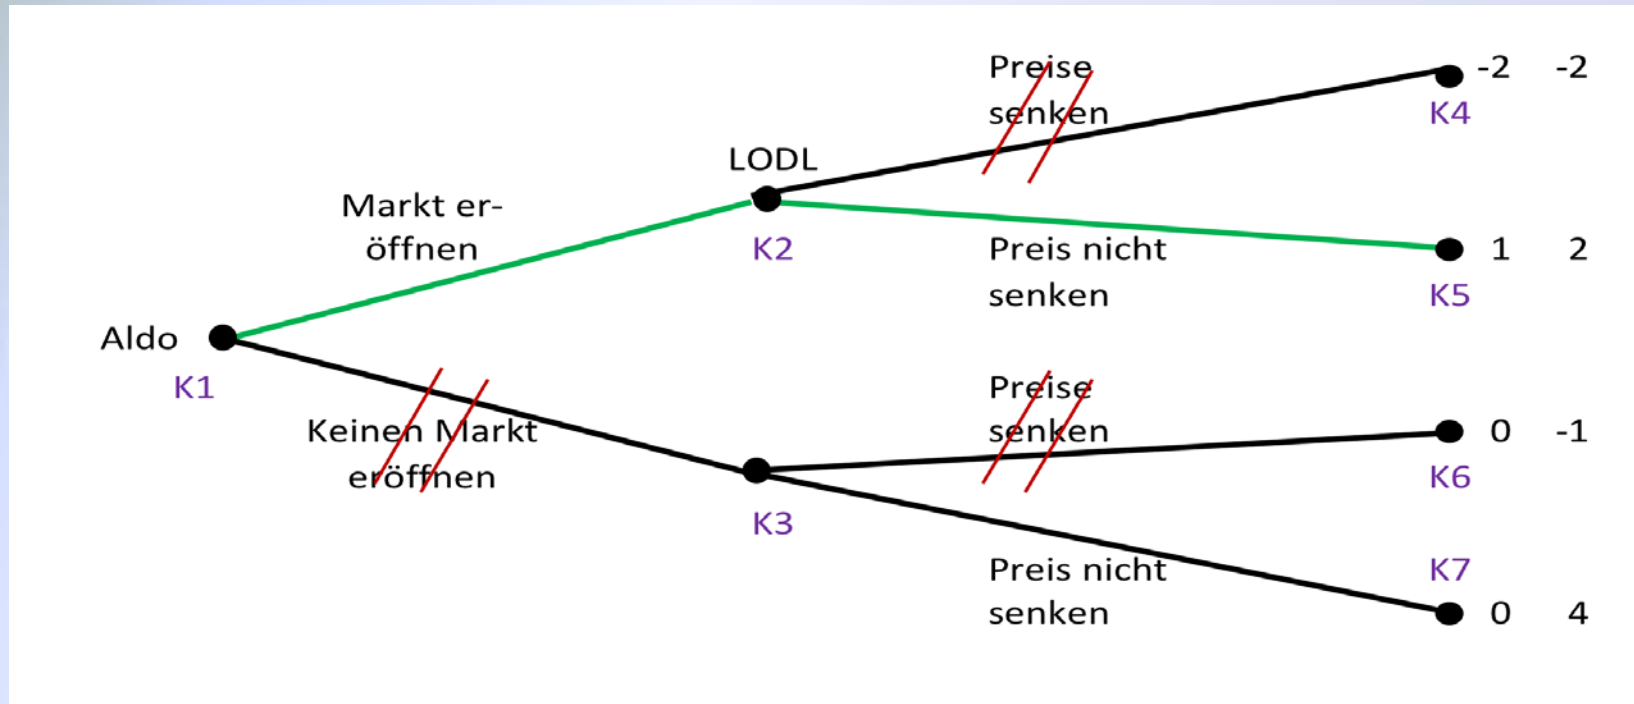 Preise
senken
-2 -2
K4
LODL
Markt er-
öffnen
K2
Preis nicht
senken
1 2
K5
Aldo
K1
Keinen Markt
eröffnen
K3
Preise
senken
0 -1
K6
Preis nicht
senken
K7
0 4